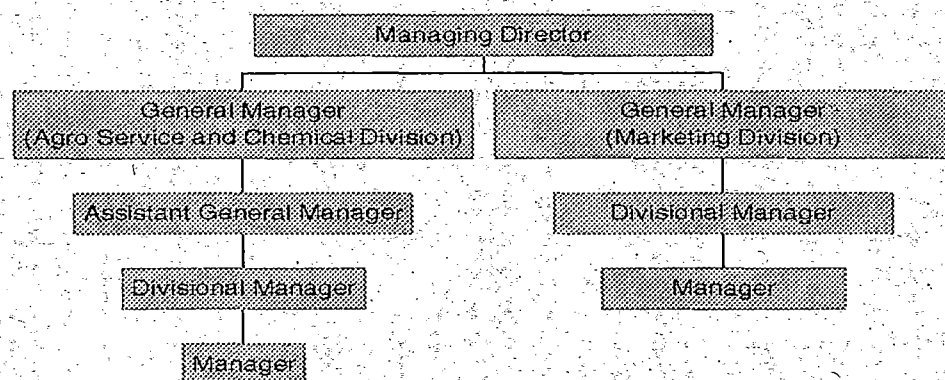 Managing Director
General Manager
(Agro Service and Chemical Division)
General Manager
(Marketing Division)
Assistant General Manager
Divisional Manager
Divisional Manager
Manager
Manager